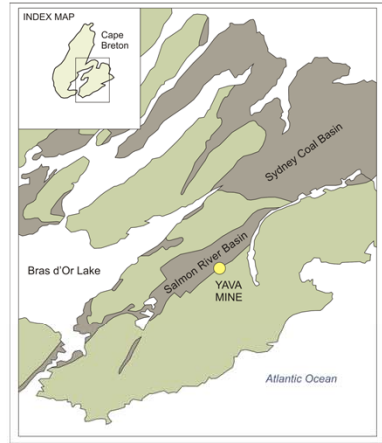 INDEX MAP
Cape
Breton
Sydney Coal Basin
Salmon River Basin
Bras d'Or Lake
YAVA
MINE
Atlantic Ocean